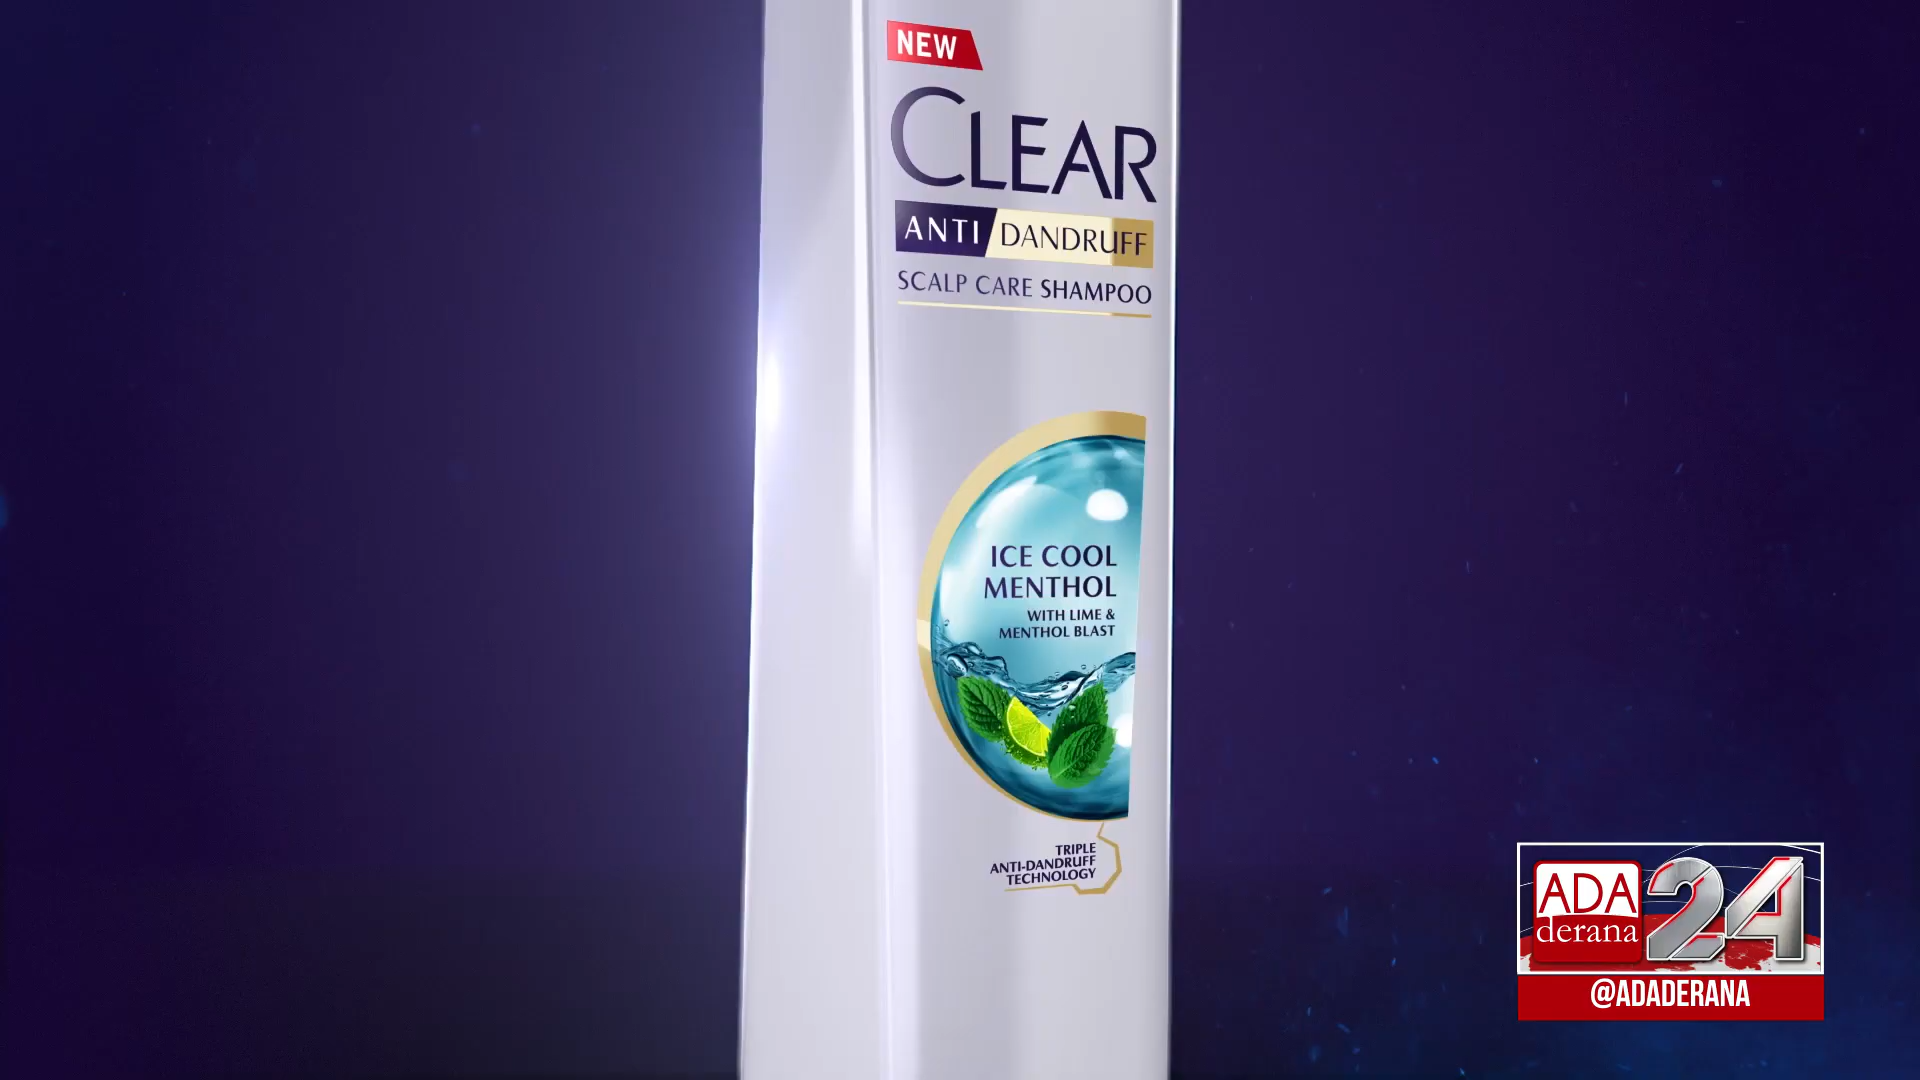 NEW
CLEAR
ANTI DANDRUFF
SCALP CARE SHAMPOO
ICE COOL
MENTHOL
WITH LIME &
MENTHOL BLAST
TRIPLE
ANTI-DANDRUFF
TECHNOLOGY
ADA
derana
24
@ADADERANA